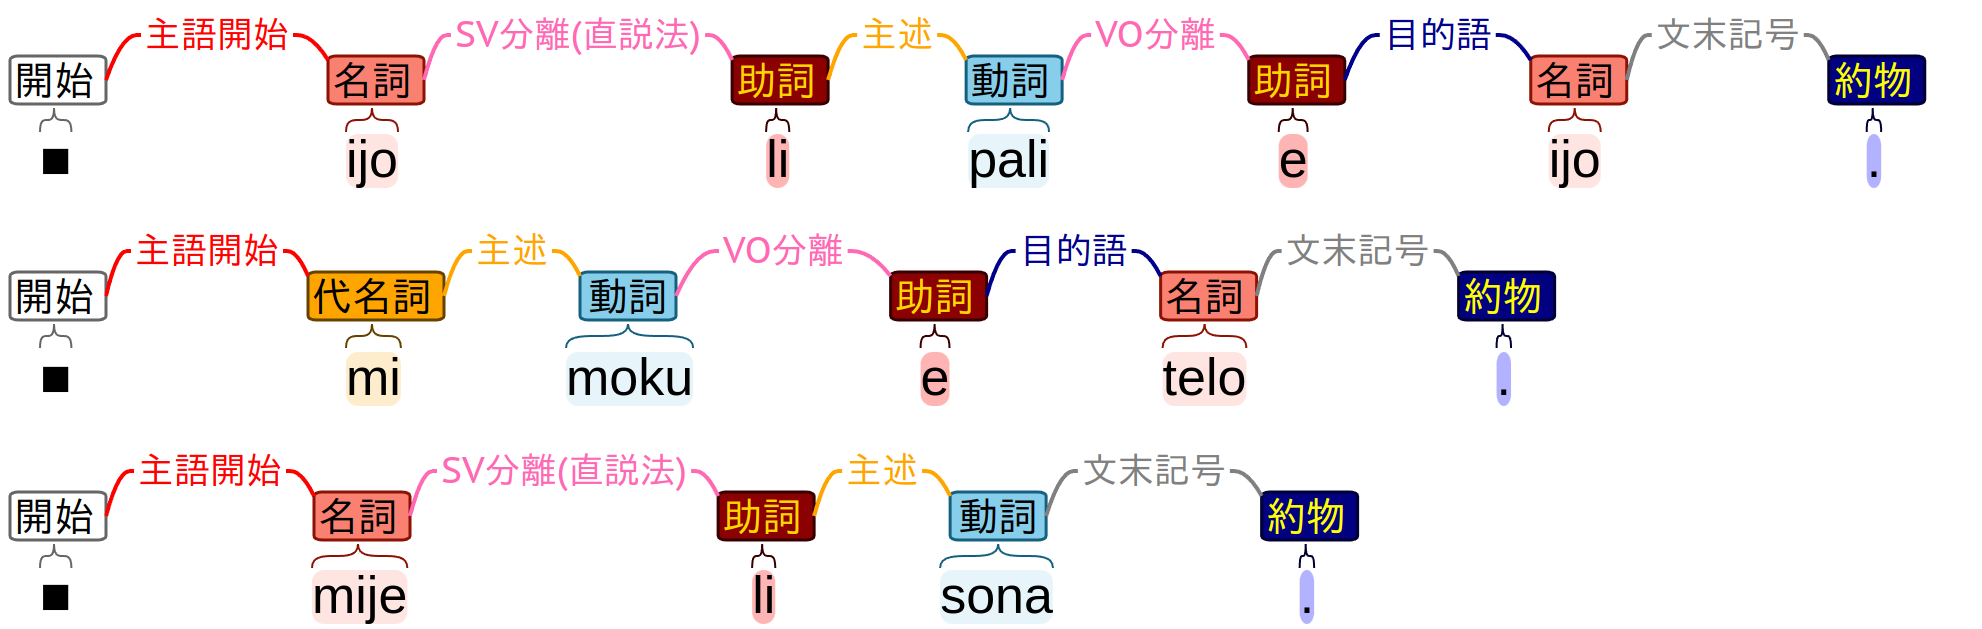 主語開始 SV分離(直説法) 主述 VO分離 目的語 文末記号
開始 名詞 助詞 動詞 助詞 名詞 約物
■ ijo li pali e ijo .
主語開始 主述 VO分離 目的語 文末記号
開始 代名詞 動詞 助詞 名詞 約物
■ mi moku e telo .
主語開始 SV分離(直説法) 主述 文末記号
開始 名詞 助詞 動詞 約物
■ mije li sona .